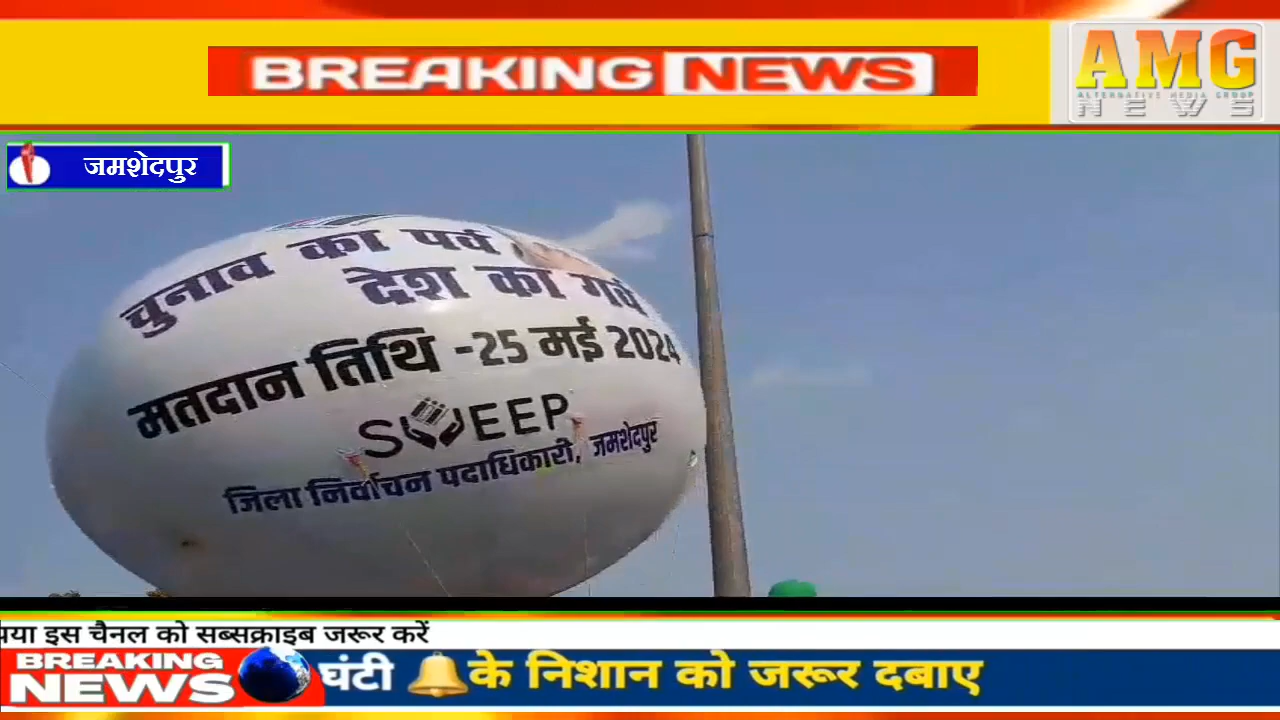 BREAKING NEWS
AMG
ALTERNATIVE MEDIA GROUP
NEWS
जमशेदपुर
चुनाव का पर्व
देश का गर्व
मतदान तिथि -25 मई 2024
SWEEP
जिला निर्वाचन पदाधिकारी, जमशेदपुर
इस चैनल को सब्सक्राइब जरूर करें
BREAKING
NEWS
घंटी 🔔 के निशान को जरूर दबाए